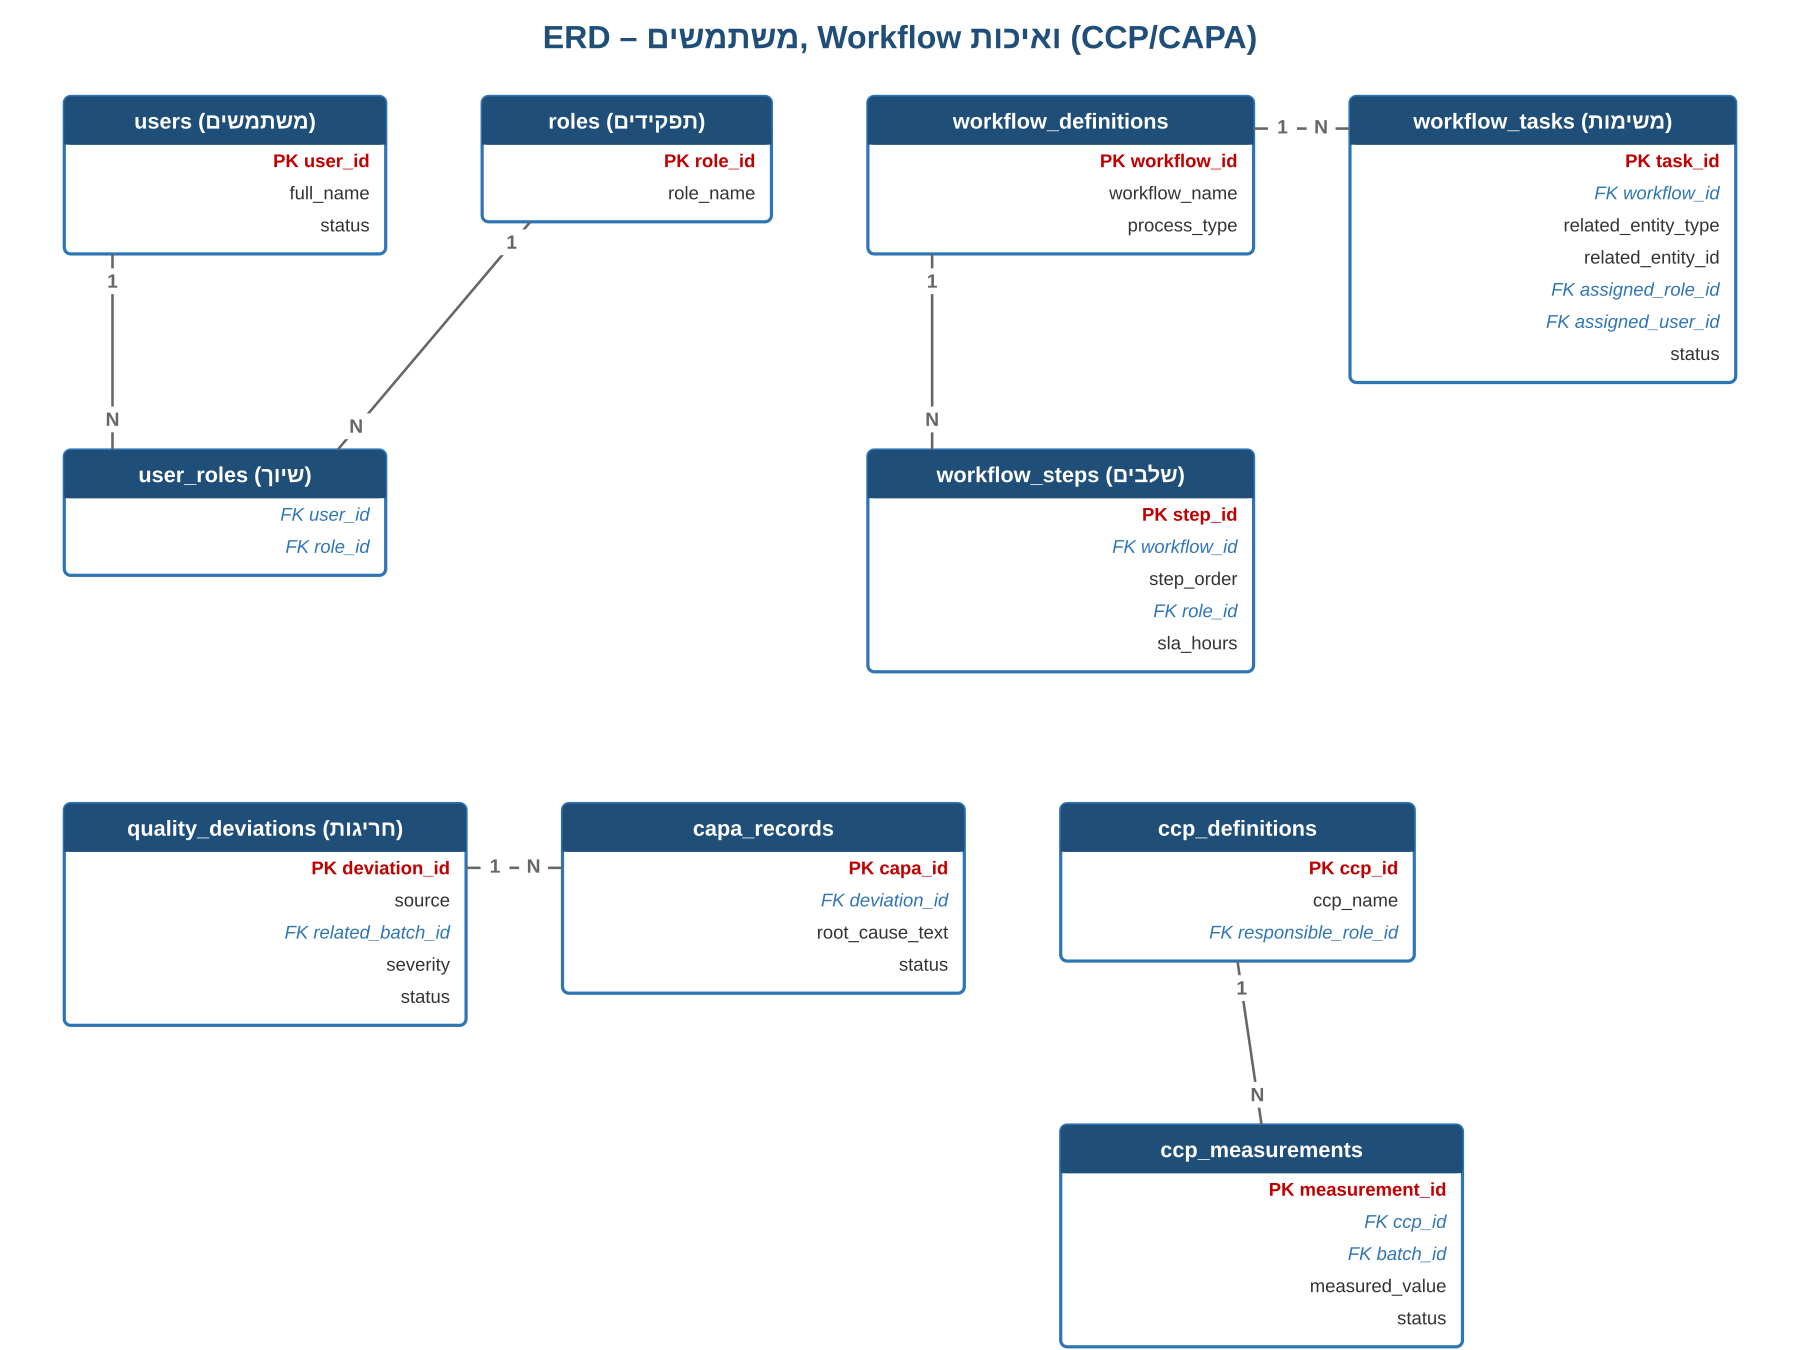 ERD – משתמשים, Workflow ואיכות (CCP/CAPA)
users (משתמשים)
PK user_id
full_name
status
roles (תפקידים)
PK role_id
role_name
workflow_definitions
PK workflow_id
workflow_name
process_type
1 N
workflow_tasks (משימות)
PK task_id
FK workflow_id
related_entity_type
related_entity_id
FK assigned_role_id
FK assigned_user_id
status
1
N
1
N
1
N
user_roles (שיוך)
FK user_id
FK role_id
workflow_steps (שלבים)
PK step_id
FK workflow_id
step_order
FK role_id
sla_hours
quality_deviations (חריגות)
PK deviation_id
source
FK related_batch_id
severity
status
1 N
capa_records
PK capa_id
FK deviation_id
root_cause_text
status
ccp_definitions
PK ccp_id
ccp_name
FK responsible_role_id
1
N
ccp_measurements
PK measurement_id
FK ccp_id
FK batch_id
measured_value
status